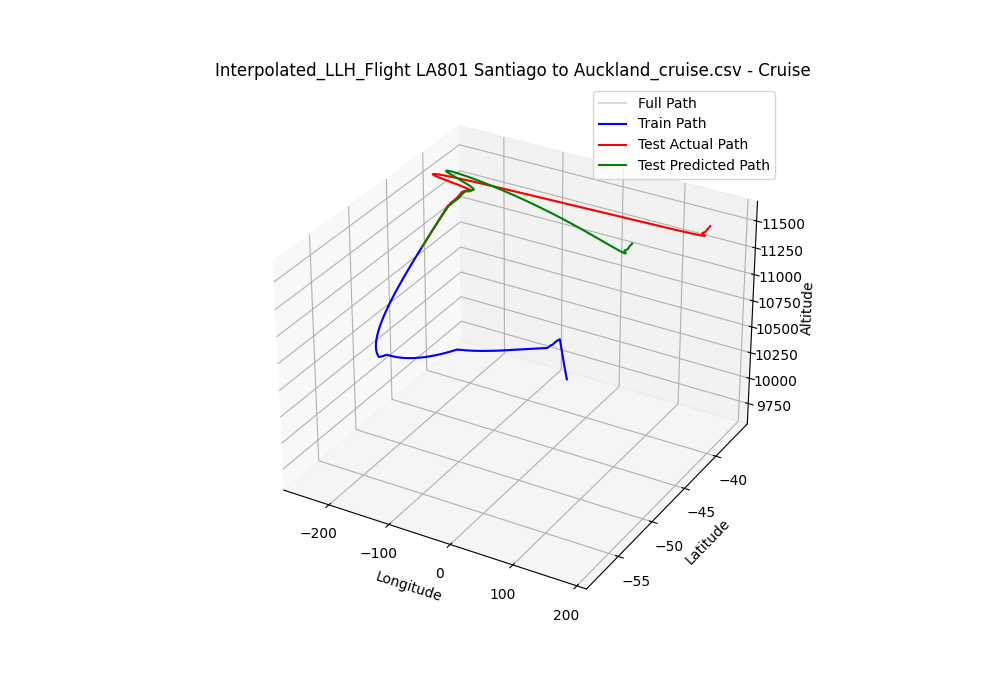 Interpolated_LLH_Flight LA801 Santiago to Auckland_cruise.csv - Cruise
Full Path
Train Path
Test Actual Path
Test Predicted Path
11500
11250
11000
10750
10500
10250
10000
9750
Altitude
−40
−45
−50
−55
Latitude
−200
−100
0
100
200
Longitude